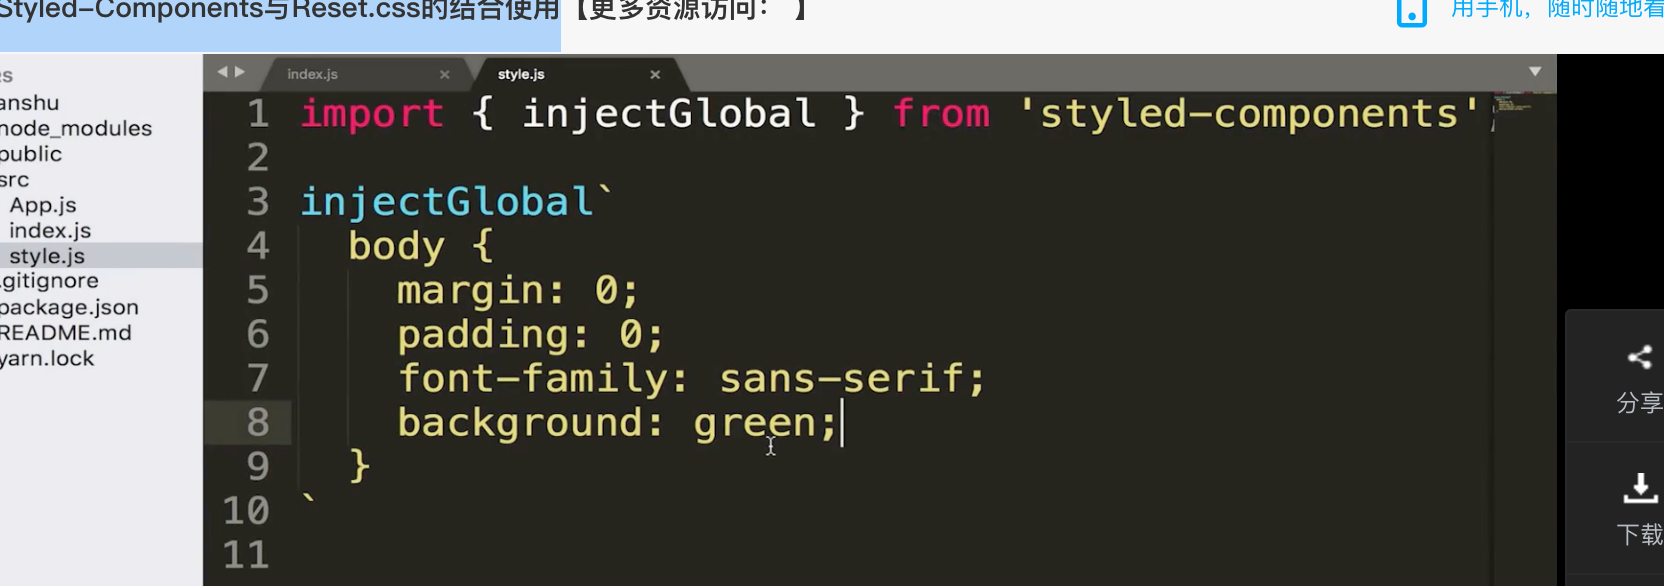 Styled-Components与Reset.css的结合使用【更多资源访问： 】
用手机，随时随地看
index.js
style.js
anshu
node_modules
public
src
App.js
index.js
style.js
.gitignore
package.json
README.md
yarn.lock
1 import { injectGlobal } from 'styled-components';
2
3 injectGlobal`
4 body {
5 margin: 0;
6 padding: 0;
7 font-family: sans-serif;
8 background: green;
9 }
10 `
11
分享
下载